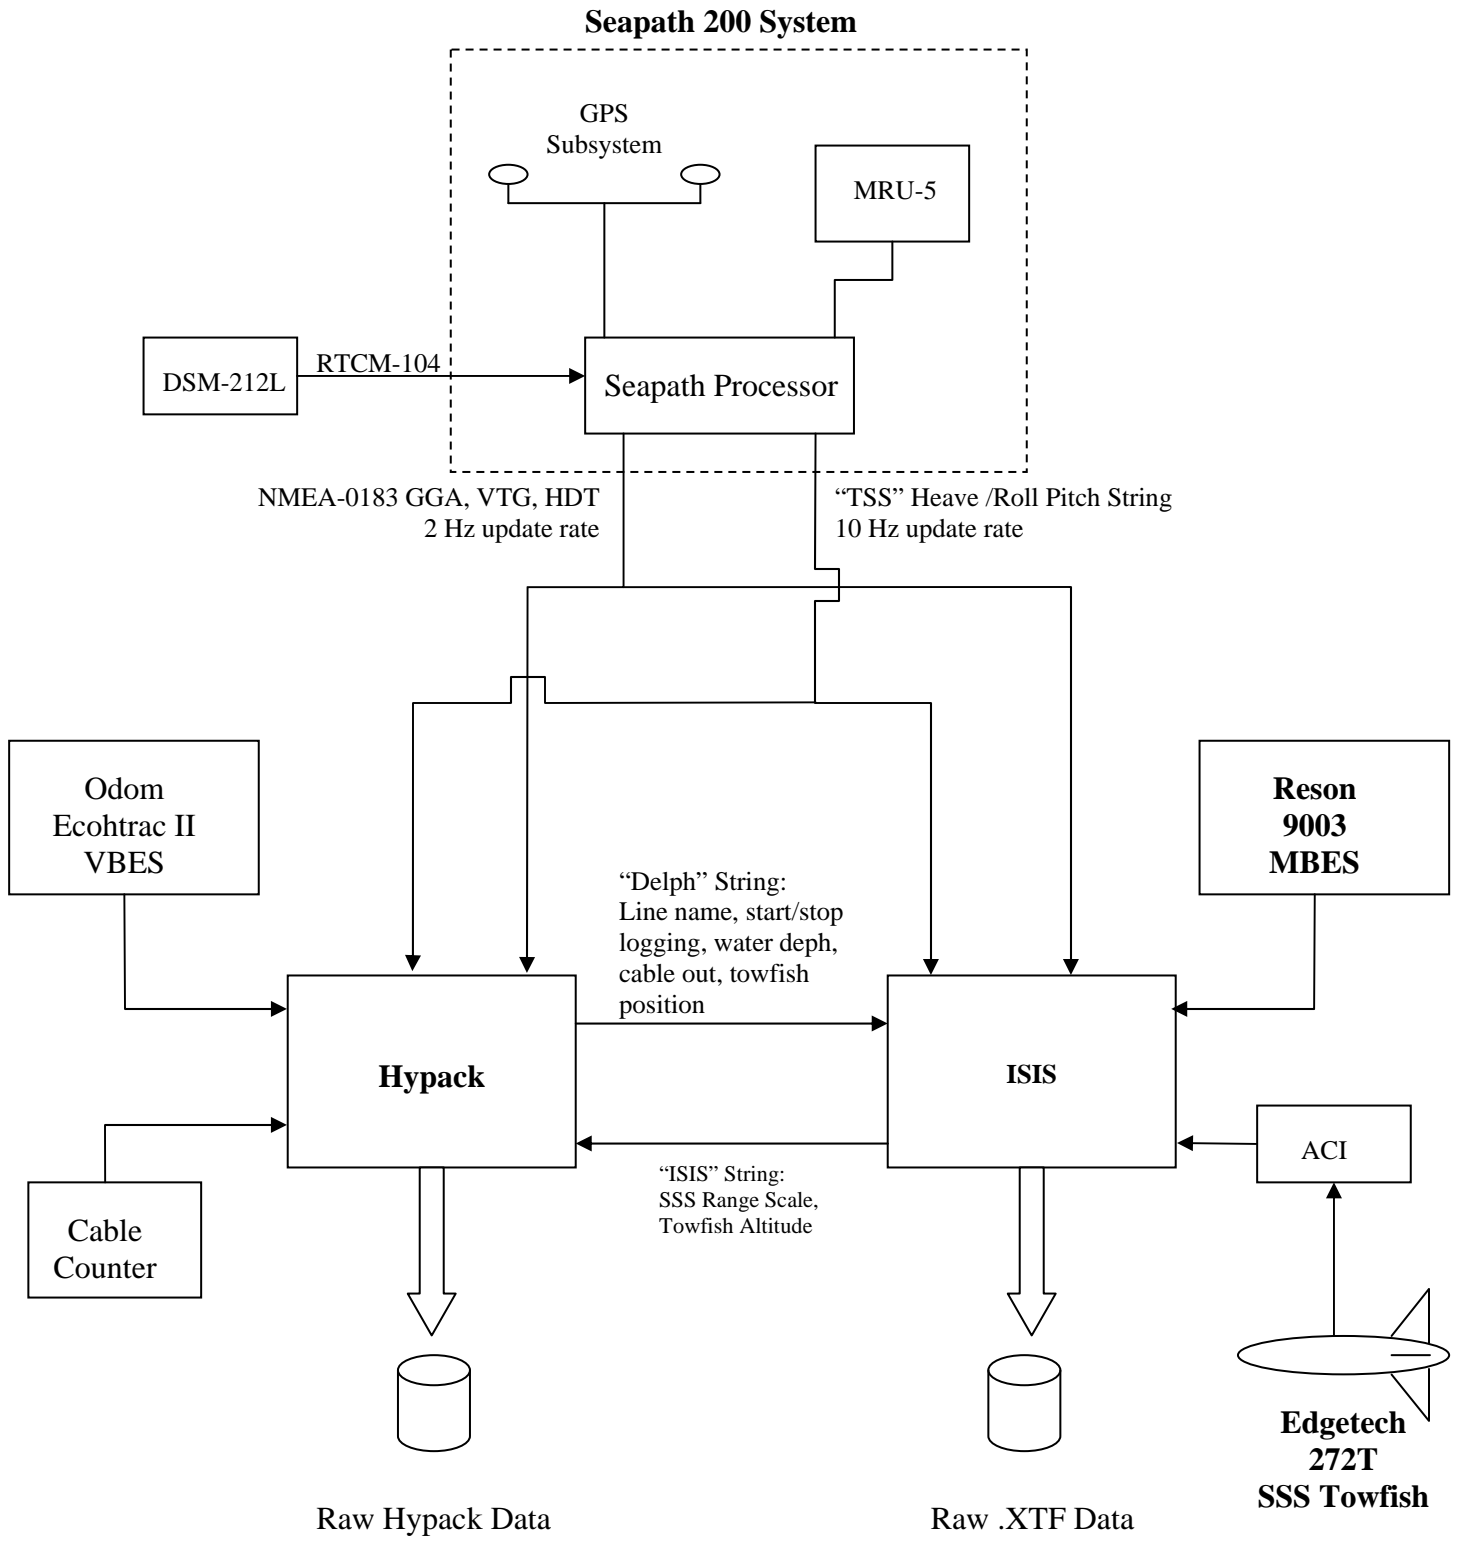 Seapath 200 System
GPS
Subsystem
MRU-5
DSM-212L
RTCM-104
Seapath Processor
NMEA-0183 GGA, VTG, HDT
2 Hz update rate
“TSS” Heave /Roll Pitch String
10 Hz update rate
Odom
Ecohtrac II
VBES
Reson
9003
MBES
“Delph” String:
Line name, start/stop
logging, water deph,
cable out, towfish
position
Hypack
ISIS
ACI
“ISIS” String:
SSS Range Scale,
Towfish Altitude
Cable
Counter
Edgetech
272T
SSS Towfish
Raw Hypack Data
Raw .XTF Data